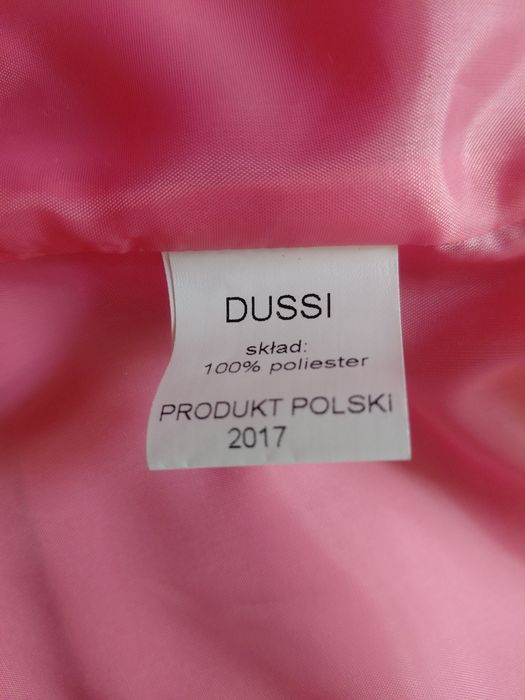 DUSSI
skład:
100% poliester
PRODUKT POLSKI
2017